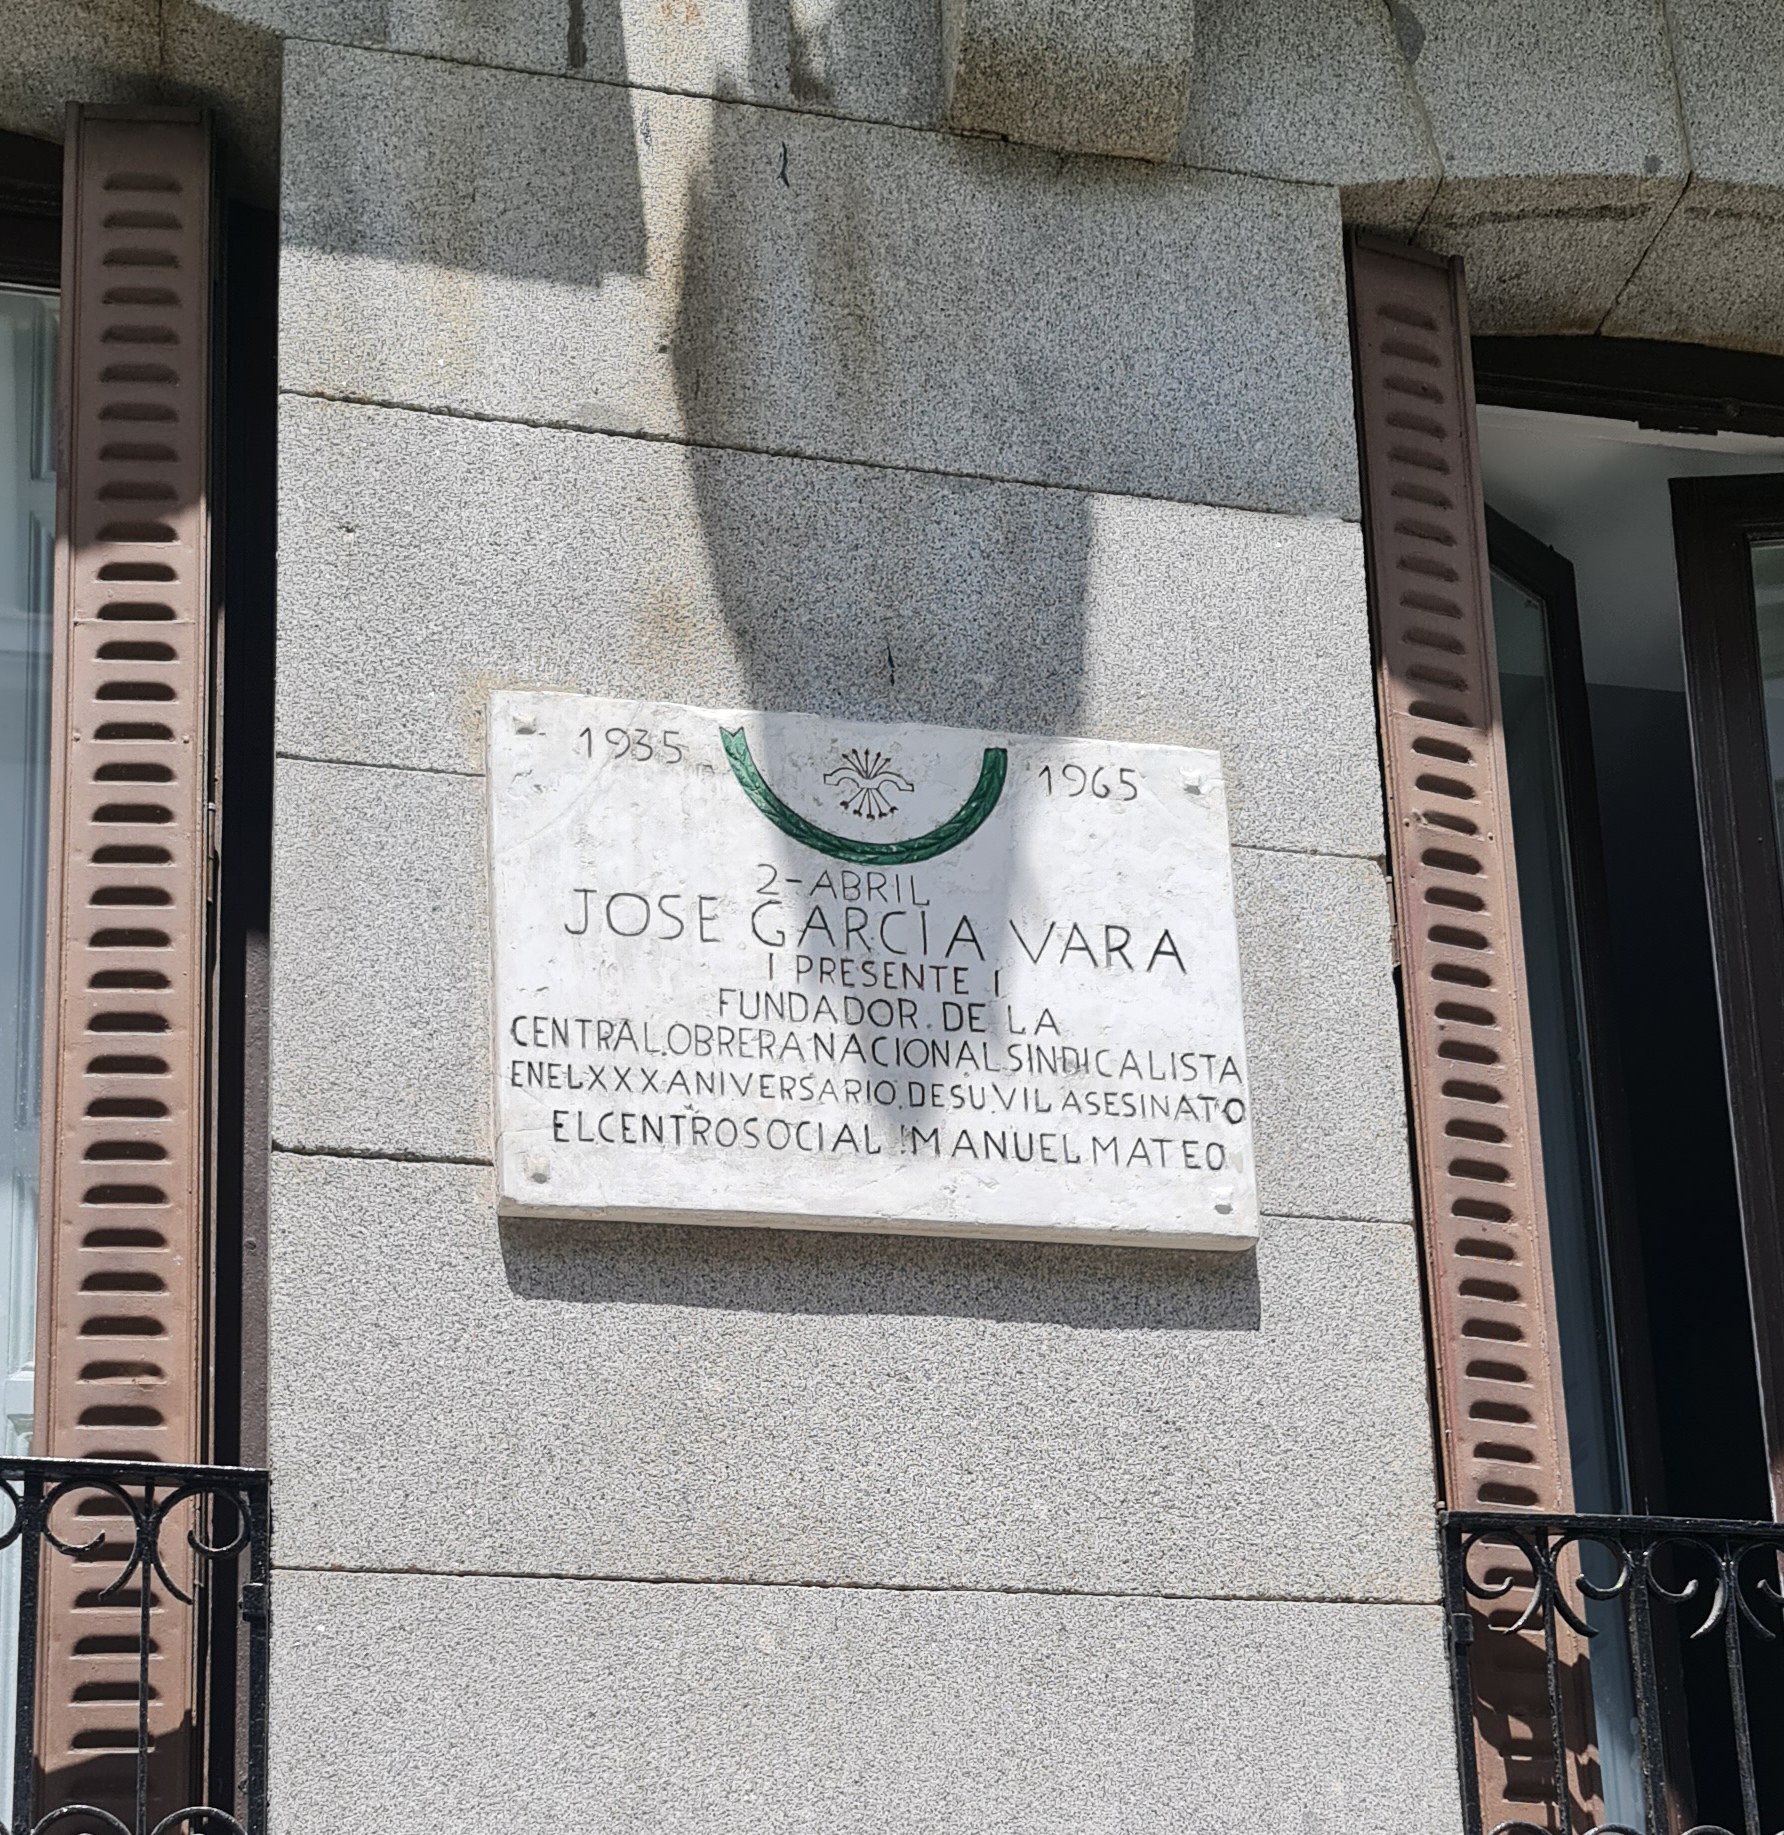 1935 1965
2-ABRIL
JOSE GARCIA VARA
¡ PRESENTE !
FUNDADOR. DE LA
CENTRAL.OBRERA NACIONAL SINDICALISTA
EN EL XXX ANIVERSARIO.DE SU.VIL ASESINATO
EL CENTRO SOCIAL MANUEL MATEO